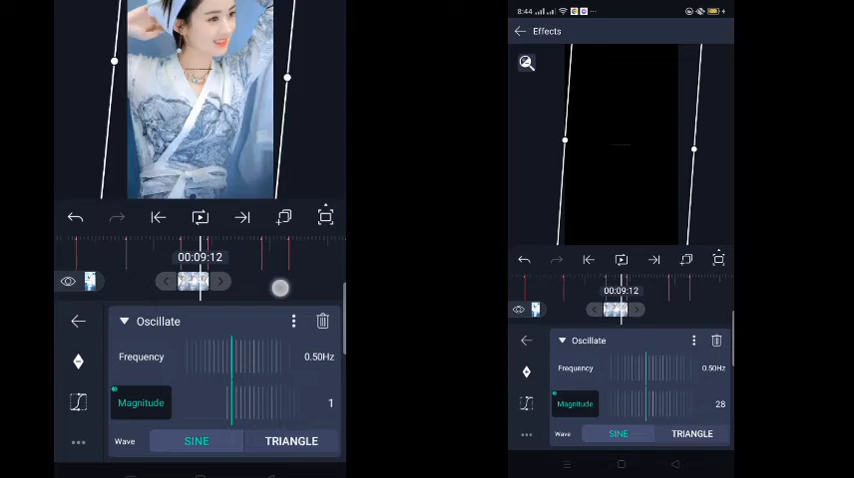 00:09:12
Oscillate
Frequency 0.50Hz
Magnitude 1
Wave SINE TRIANGLE
8:44
Effects
00:09:12
Oscillate
Frequency 0.50Hz
Magnitude 28
Wave SINE TRIANGLE